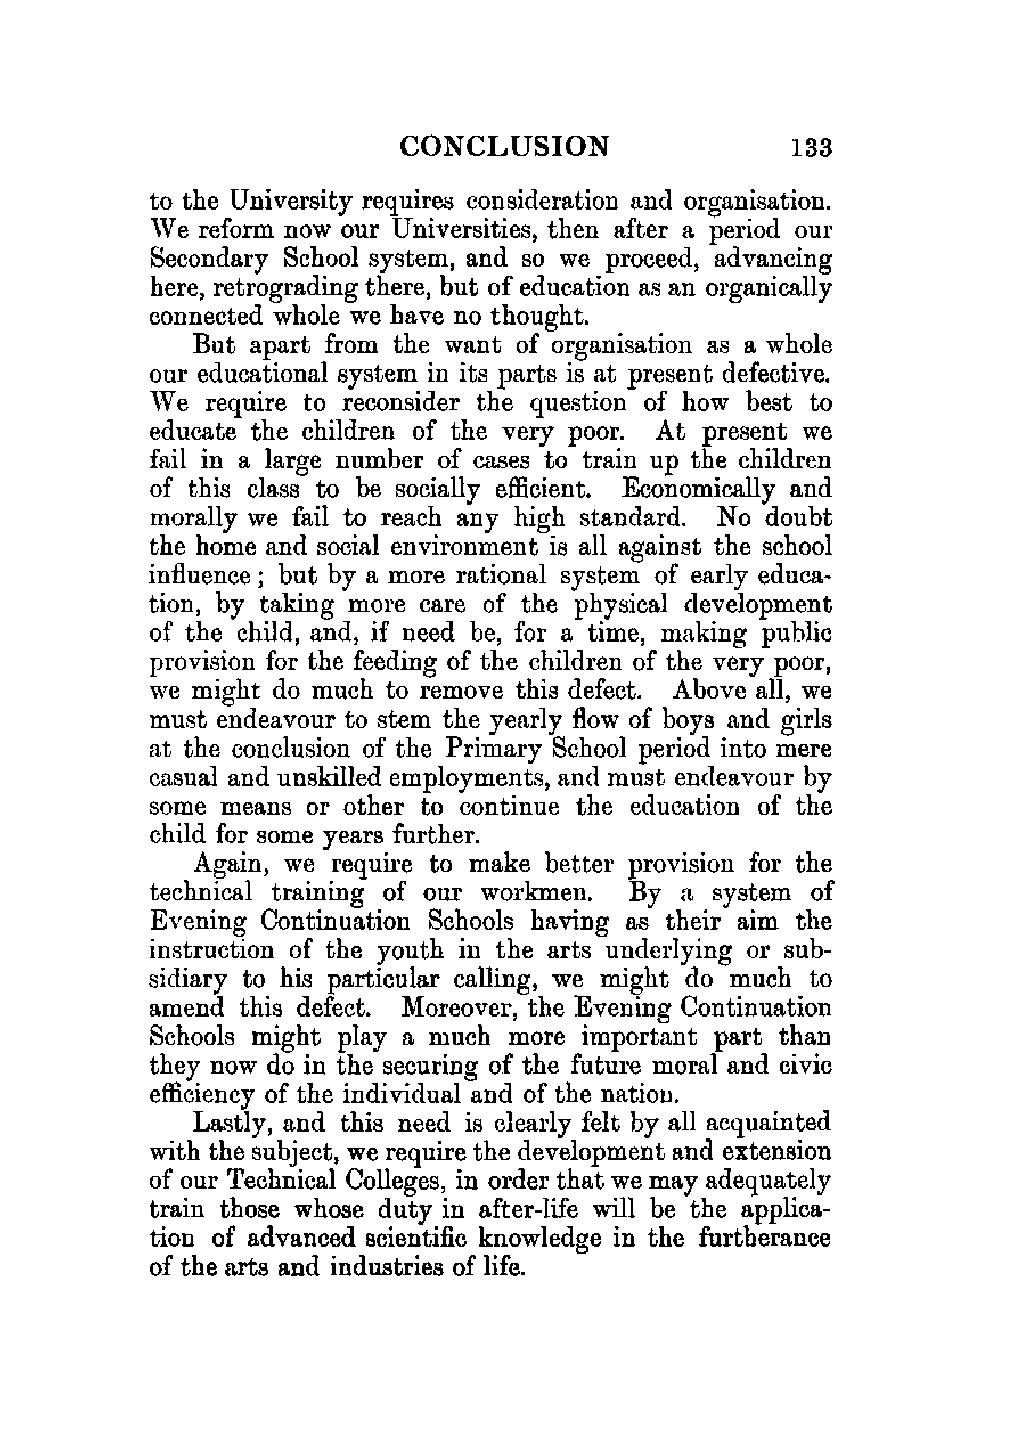 CONCLUSION 133
to the University requires consideration and organisation.
We reform now our Universities, then after a period our
Secondary School system, and so we proceed, advancing
here, retrograding there, but of education as an organically
connected whole we have no thought.
But apart from the want of organisation as a whole
our educational system in its parts is at present defective.
We require to reconsider the question of how best to
educate the children of the very poor. At present we
fail in a large number of cases to train up the children
of this class to be socially efficient. Economically and
morally we fail to reach any high standard. No doubt
the home and social environment is all against the school
influence; but by a more rational system of early educa-
tion, by taking more care of the physical development
of the child, and, if need be, for a time, making public
provision for the feeding of the children of the very poor,
we might do much to remove this defect. Above all, we
must endeavour to stem the yearly flow of boys and girls
at the conclusion of the Primary School period into mere
casual and unskilled employments, and must endeavour by
some means or other to continue the education of the
child for some years further.
Again, we require to make better provision for the
technical training of our workmen. By a system of
Evening Continuation Schools having as their aim the
instruction of the youth in the arts underlying or sub-
sidiary to his particular calling, we might do much to
amend this defect. Moreover, the Evening Continuation
Schools might play a much more important part than
they now do in the securing of the future moral and civic
efficiency of the individual and of the nation.
Lastly, and this need is clearly felt by all acquainted
with the subject, we require the development and extension
of our Technical Colleges, in order that we may adequately
train those whose duty in after-life will be the applica-
tion of advanced scientific knowledge in the furtherance
of the arts and industries of life.